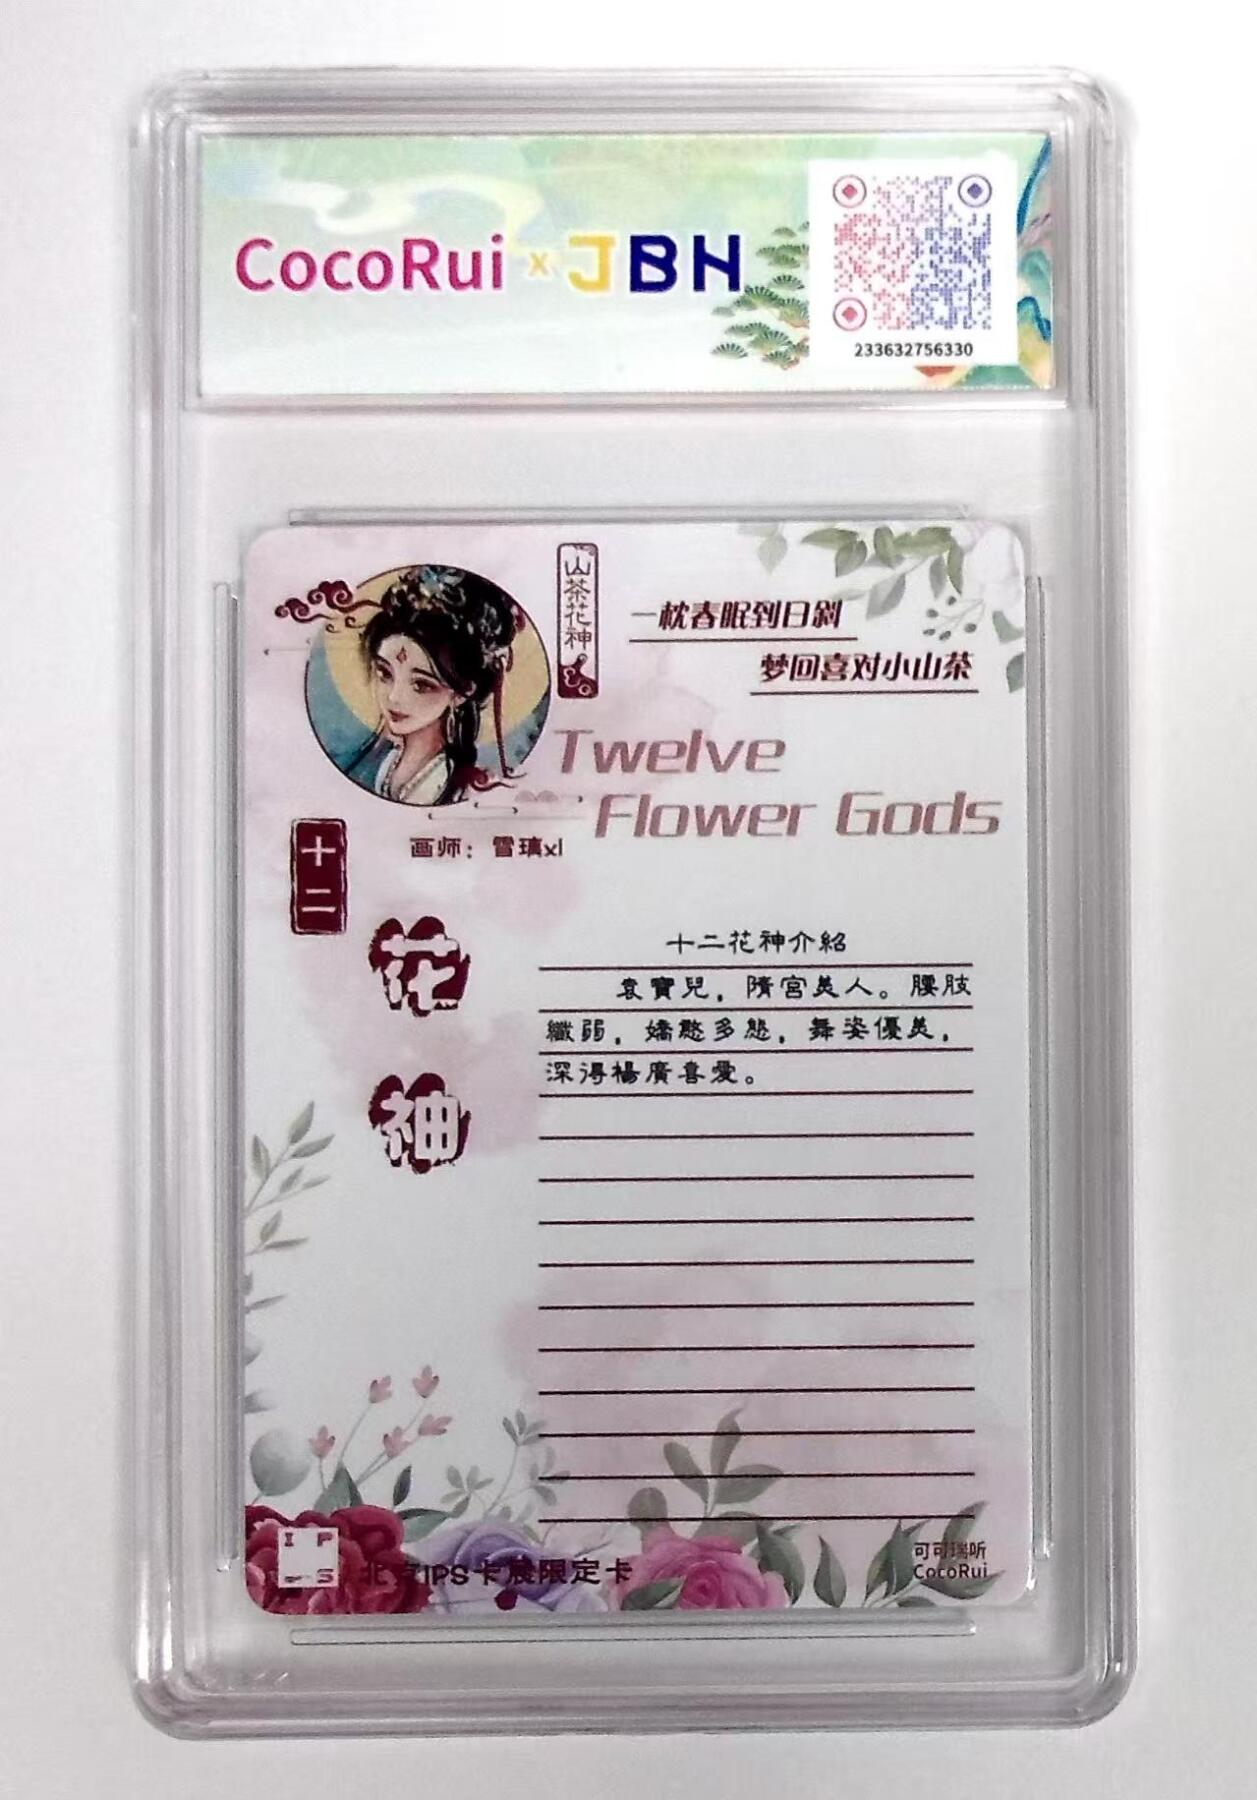 CocoRui x JBH
233632756330
山茶花神
一枕春眠到日斜
梦回喜对小山茶
Twelve
Flower Gods
画师：雪璃xl
十二
花神
十二花神介紹
袁寶兒，隋宮美人。腰肢
纖弱，嬌憨多態，舞姿優美，
深得楊廣喜愛。
IP
S
北京IPS卡展限定卡
可可瑞听
CocoRui